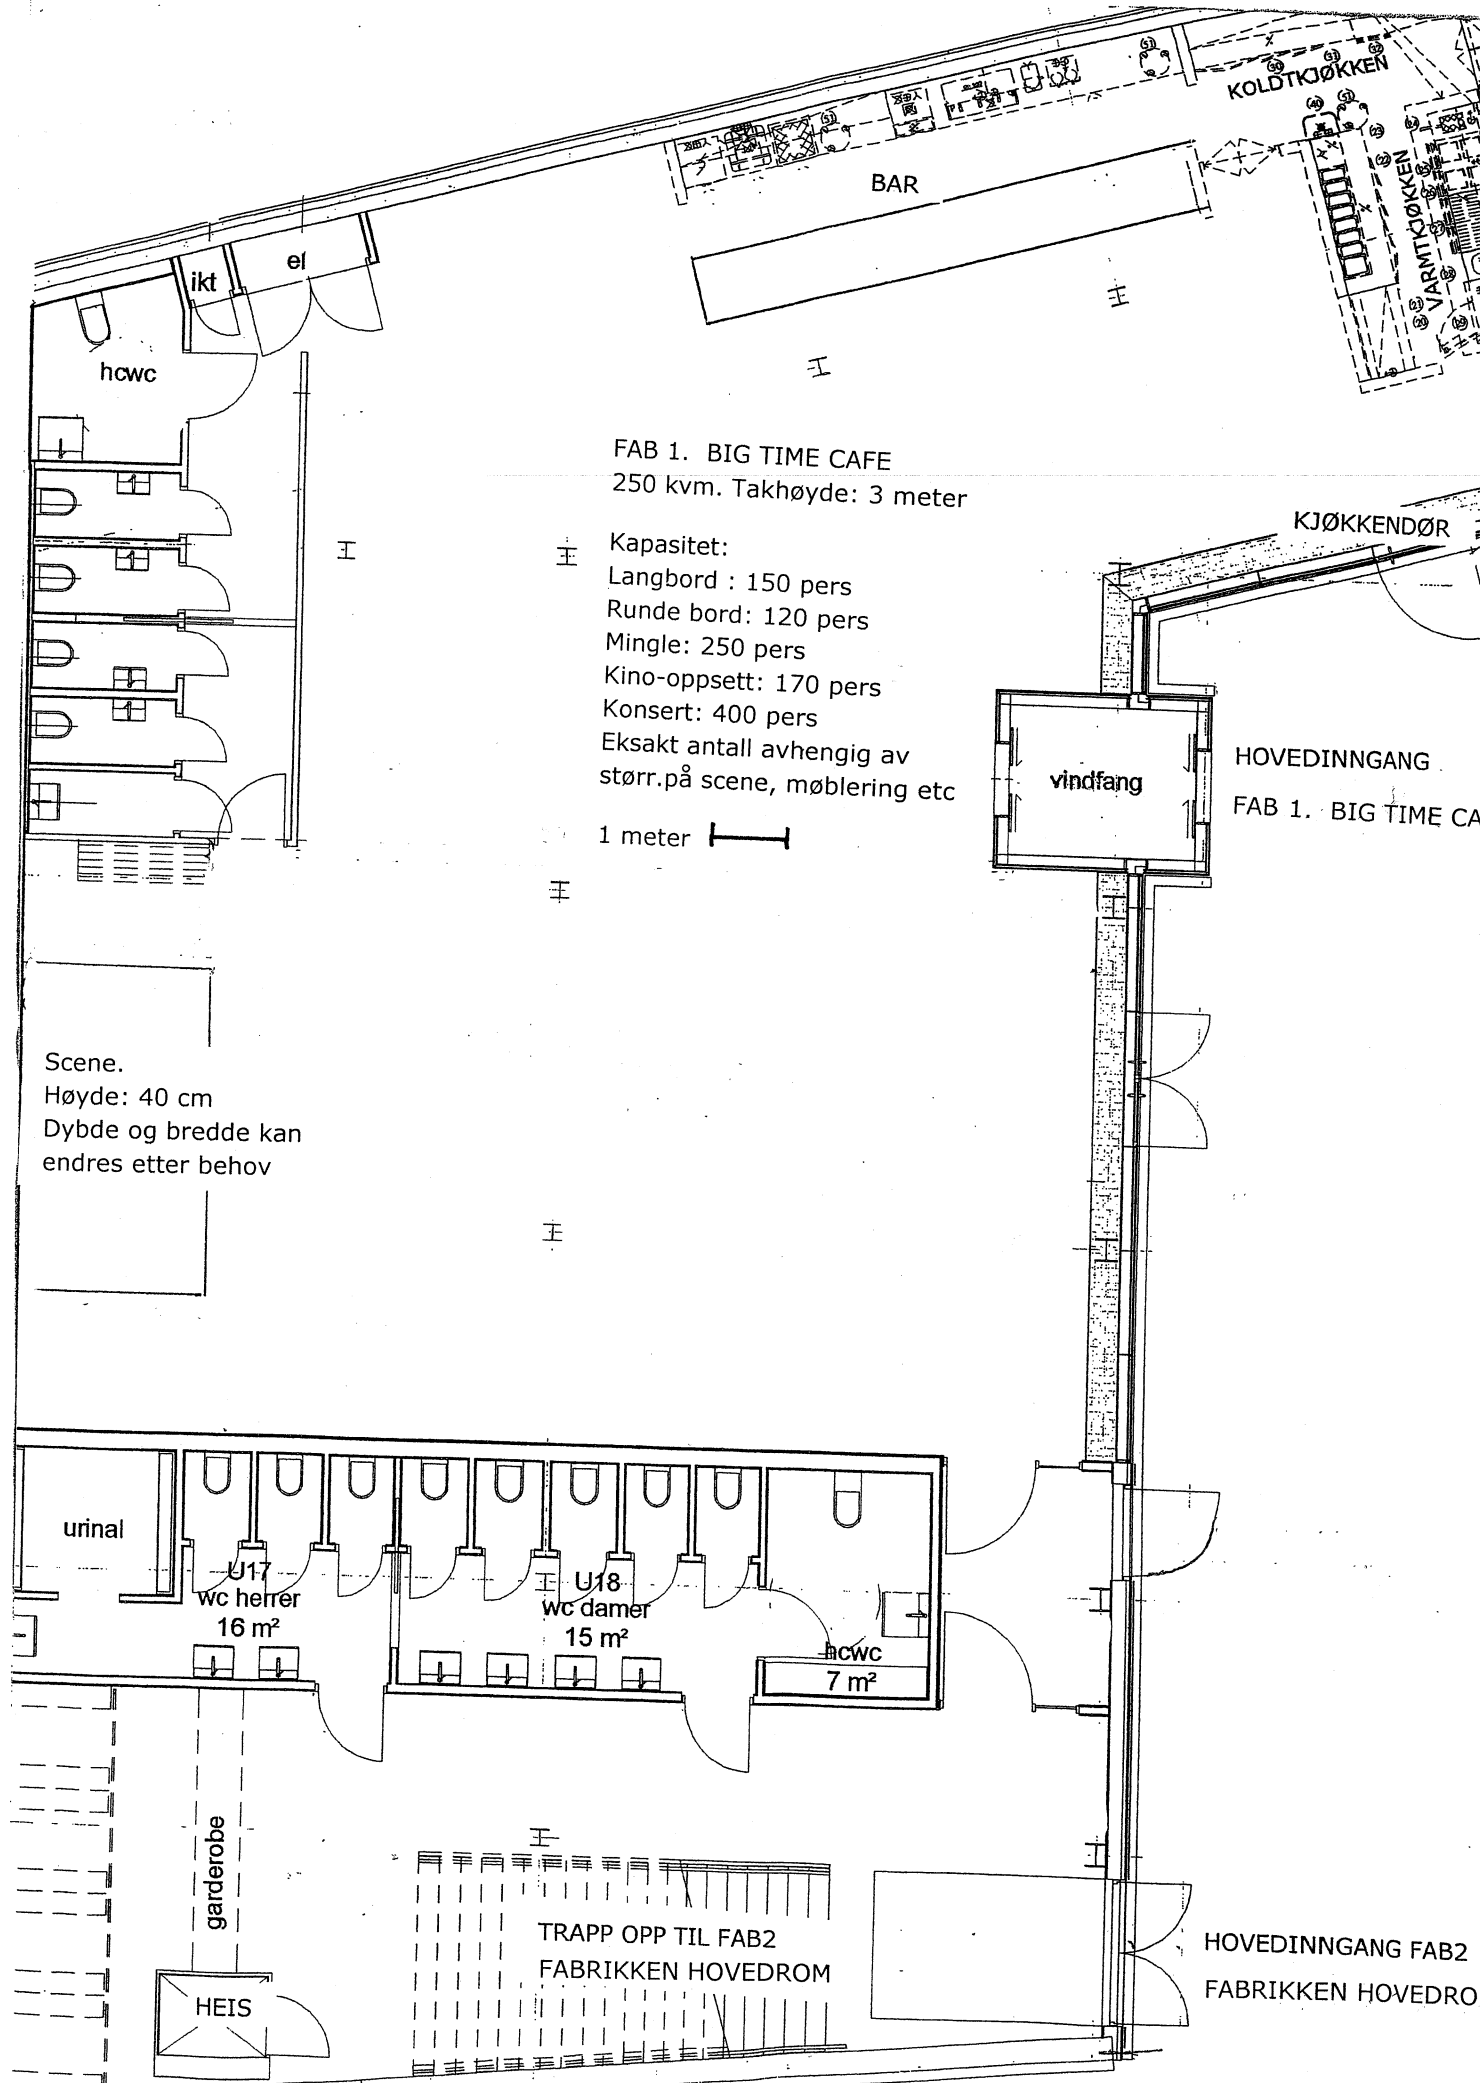 KOLDTKJØKKEN
VARMTKJØKKEN
BAR
el
ikt
hcwc
FAB 1. BIG TIME CAFE
250 kvm. Takhøyde: 3 meter
KJØKKENDØR
Kapasitet:
Langbord : 150 pers
Runde bord: 120 pers
Mingle: 250 pers
Kino-oppsett: 170 pers
Konsert: 400 pers
Eksakt antall avhengig av
størr.på scene, møblering etc
1 meter
vindfang
HOVEDINNGANG
FAB 1. BIG TIME CA
Scene.
Høyde: 40 cm
Dybde og bredde kan
endres etter behov
urinal
U17
wc herrer
16 m²
U18
wc damer
15 m²
hcwc
7 m²
garderobe
TRAPP OPP TIL FAB2
FABRIKKEN HOVEDROM
HEIS
HOVEDINNGANG FAB2
FABRIKKEN HOVEDRO